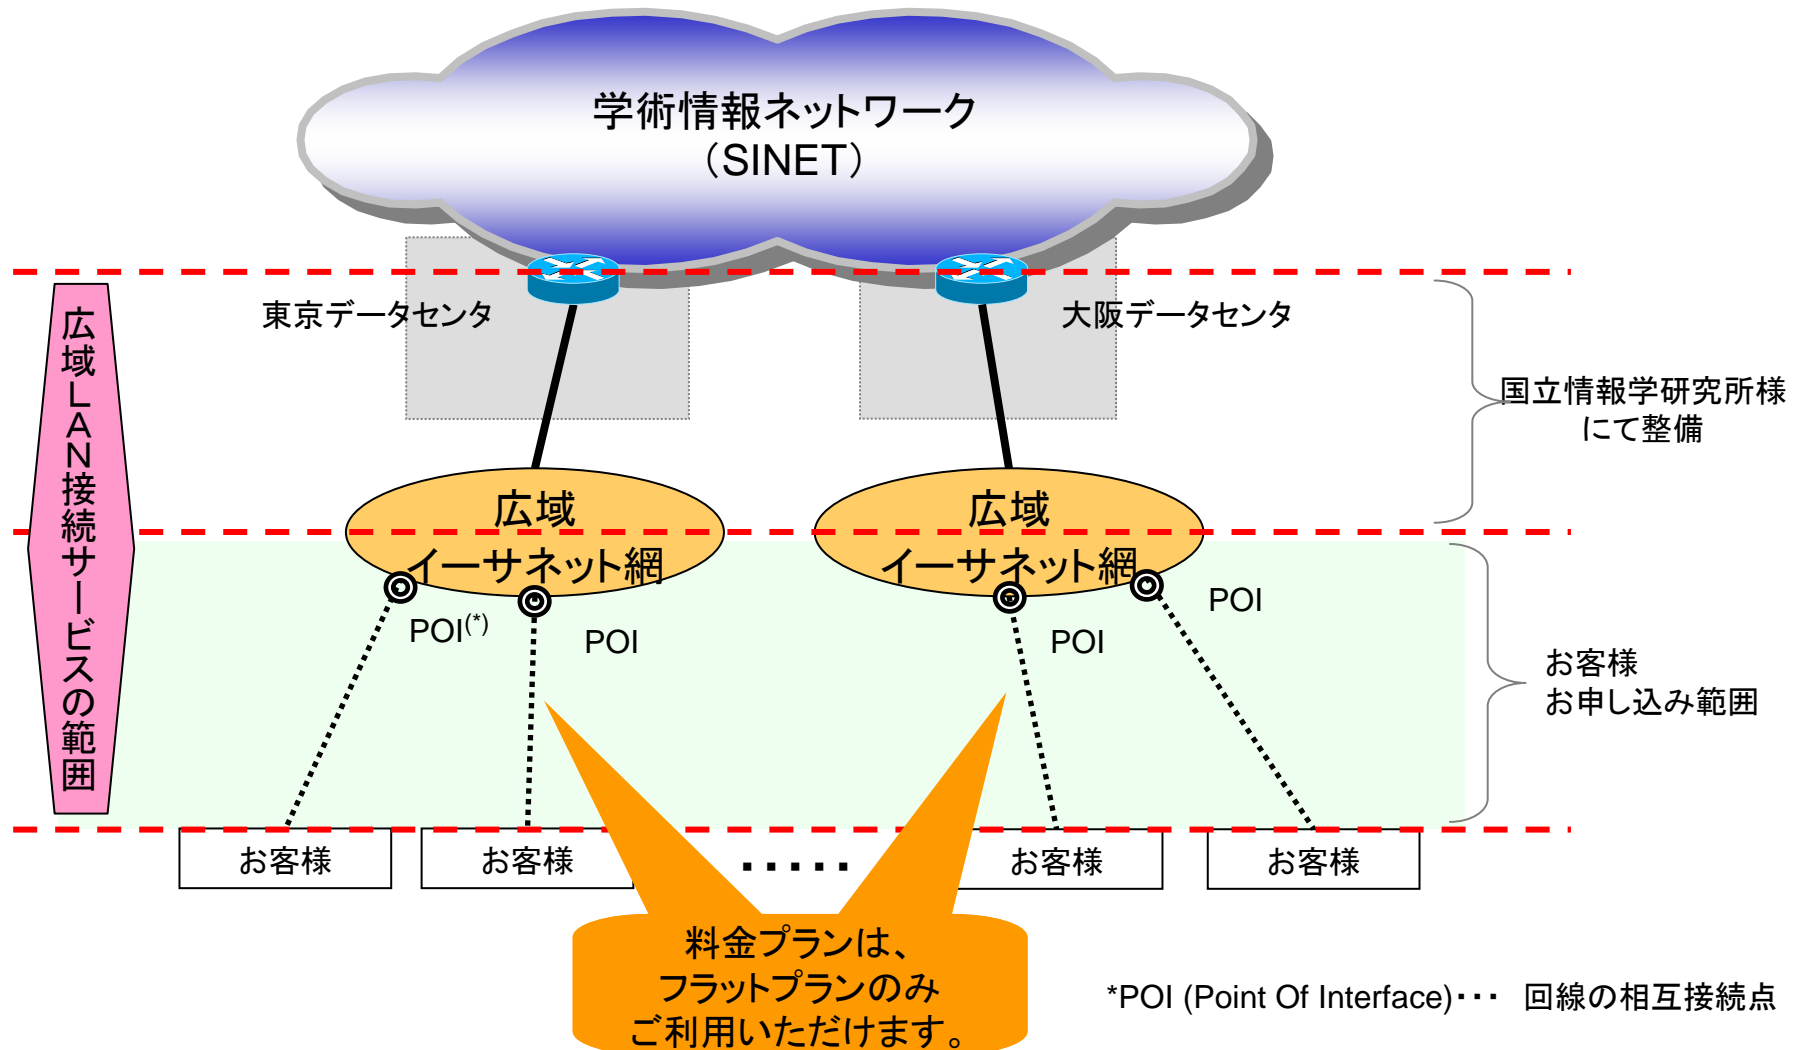 学術情報ネットワーク
（SINET）
東京データセンタ
大阪データセンタ
広域ＬＡＮ接続サービスの範囲
国立情報学研究所様
にて整備
広域
イーサネット網
広域
イーサネット網
POI(*)
POI
POI
POI
お客様
お申し込み範囲
お客様
お客様
・・・・・
お客様
お客様
料金プランは、
フラットプランのみ
ご利用いただけます。
*POI (Point Of Interface)･･･ 回線の相互接続点